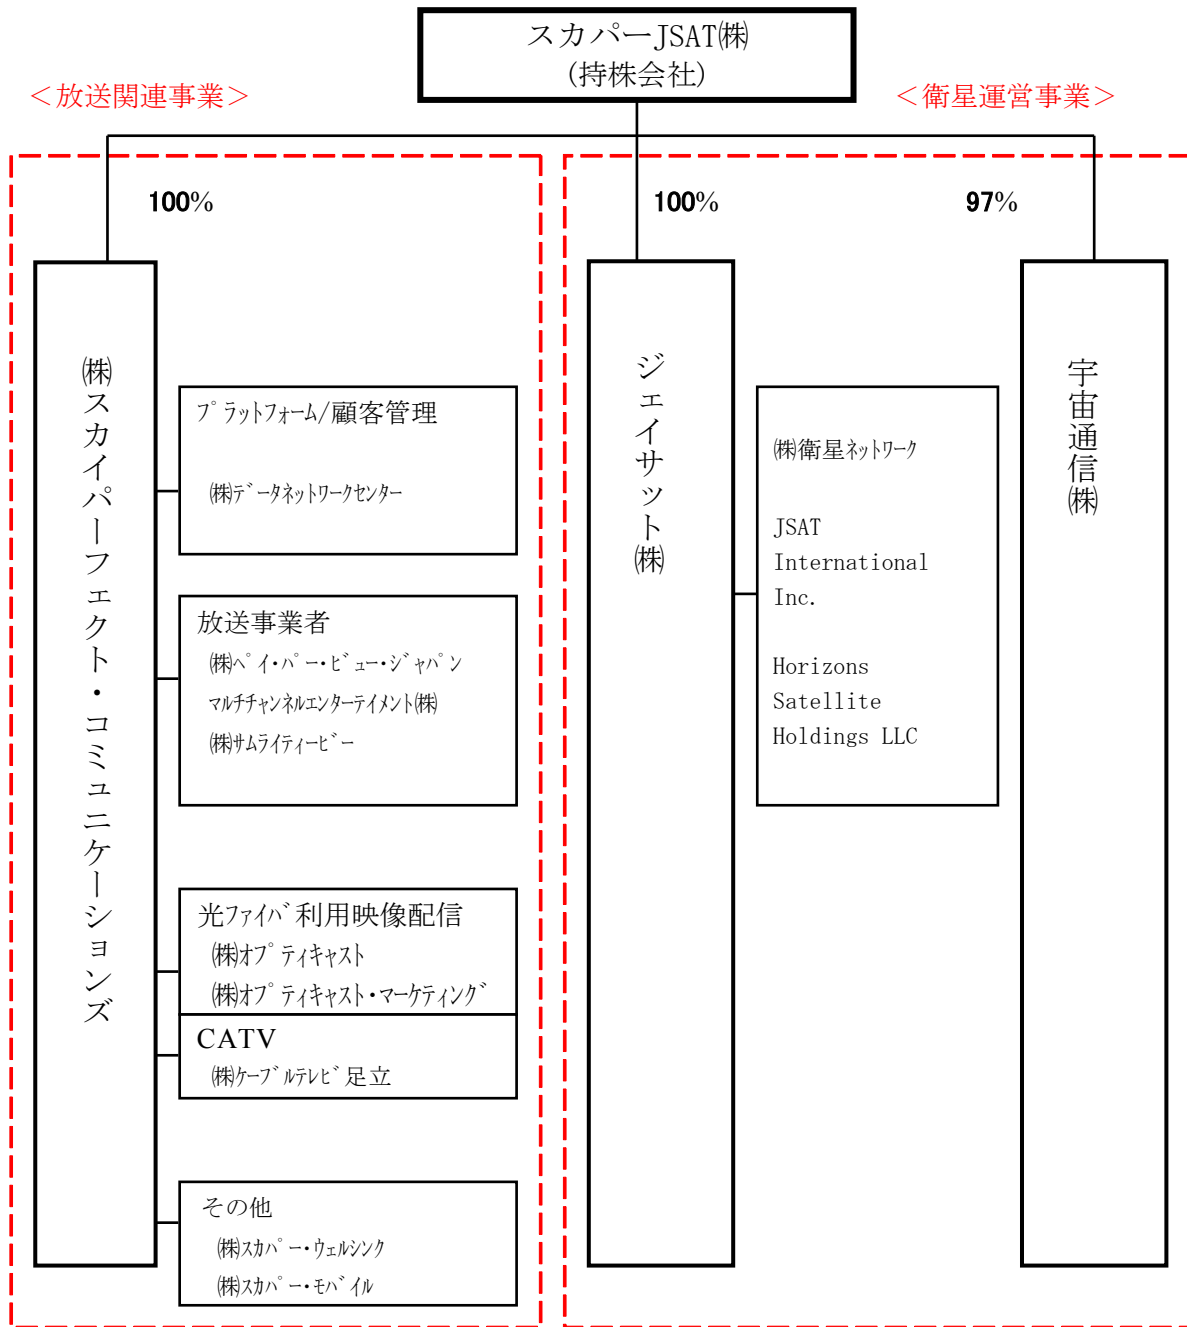 スカパーJSAT㈱
(持株会社)
＜放送関連事業＞
＜衛星運営事業＞
100%
100%
97%
㈱スカイパーフェクト・コミュニケーションズ
ﾌﾟﾗｯﾄﾌｫｰﾑ/顧客管理
㈱ﾃﾞｰﾀﾈｯﾄﾜｰｸｾﾝﾀｰ
放送事業者
㈱ﾍﾟｲ・ﾊﾟｰ・ﾋﾞｭｰ・ｼﾞｬﾊﾟﾝ
ﾏﾙﾁﾁｬﾝﾈﾙｴﾝﾀｰﾃｲﾒﾝﾄ㈱
㈱ｻﾑﾗｲﾃｨｰﾋﾞｰ
光ﾌｧｲﾊﾞ利用映像配信
㈱ｵﾌﾟﾃｨｷｬｽﾄ
㈱ｵﾌﾟﾃｨｷｬｽﾄ・ﾏｰｹﾃｨﾝｸﾞ
CATV
㈱ｹｰﾌﾞﾙﾃﾚﾋﾞ足立
その他
㈱ｽｶﾊﾟｰ・ｳｪﾙｼﾝｸ
㈱ｽｶﾊﾟｰ・ﾓﾊﾞｲﾙ
ジェイサット㈱
㈱衛星ﾈｯﾄﾜｰｸ
JSAT
International
Inc.
Horizons
Satellite
Holdings LLC
宇宙通信㈱